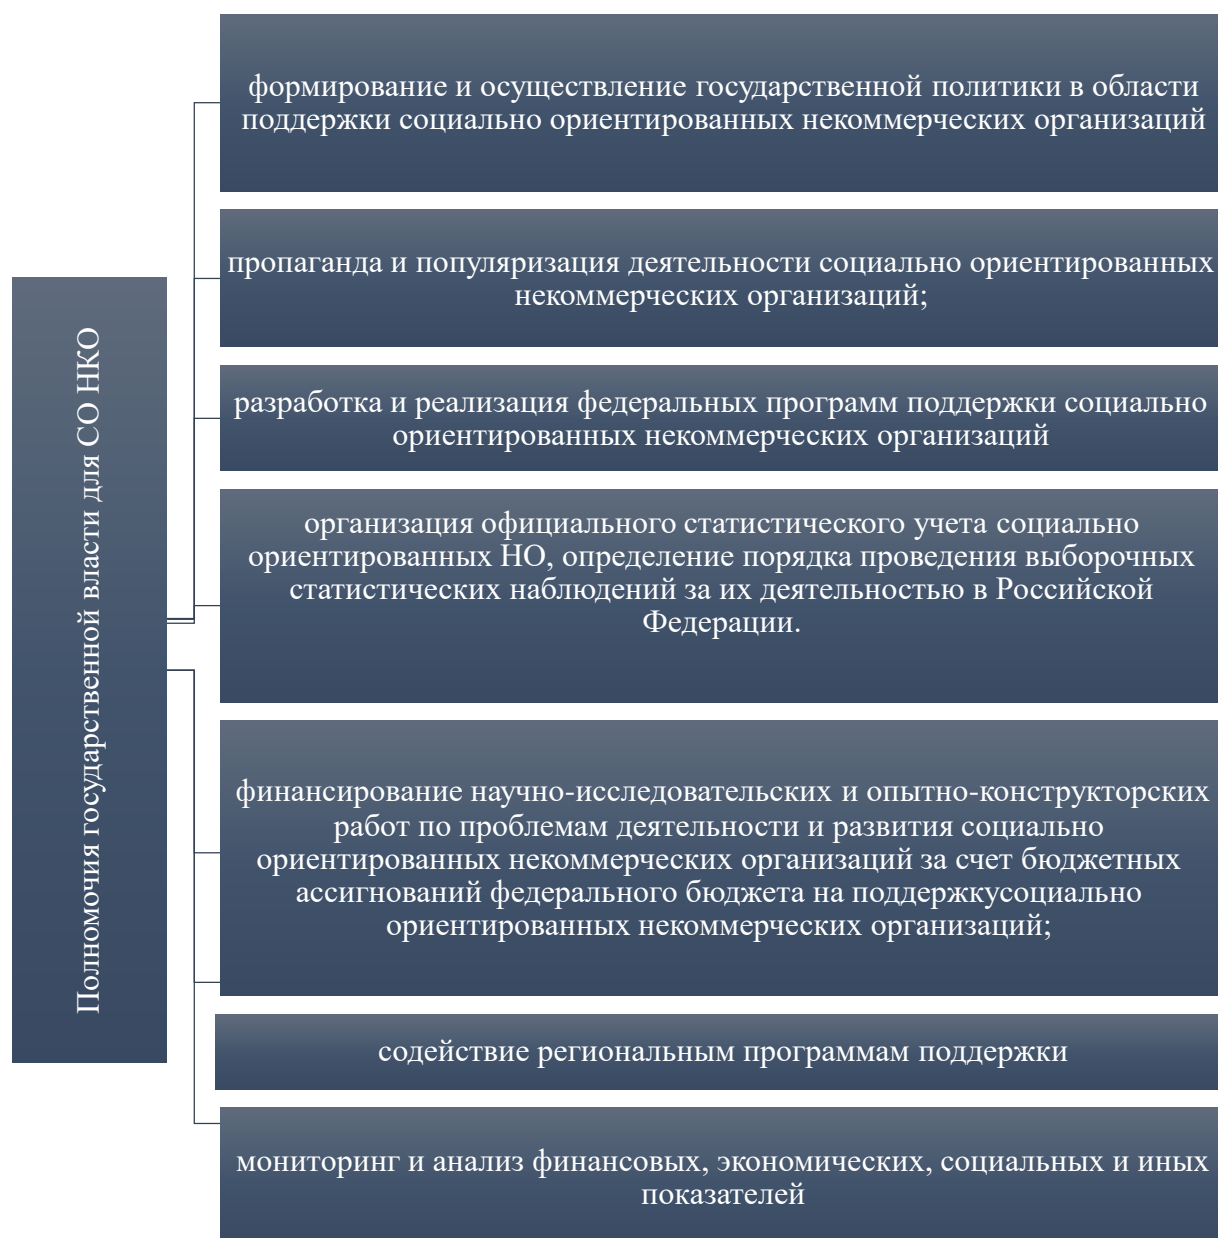 Полномочия государственной власти для СО НКО
формирование и осуществление государственной политики в области
поддержки социально ориентированных некоммерческих организаций
пропаганда и популяризация деятельности социально ориентированных
некоммерческих организаций;
разработка и реализация федеральных программ поддержки социально
ориентированных некоммерческих организаций
организация официального статистического учета социально
ориентированных НО, определение порядка проведения выборочных
статистических наблюдений за их деятельностью в Российской
Федерации.
финансирование научно-исследовательских и опытно-конструкторских
работ по проблемам деятельности и развития социально
ориентированных некоммерческих организаций за счет бюджетных
ассигнований федерального бюджета на поддержкусоциально
ориентированных некоммерческих организаций;
содействие региональным программам поддержки
мониторинг и анализ финансовых, экономических, социальных и иных
показателей